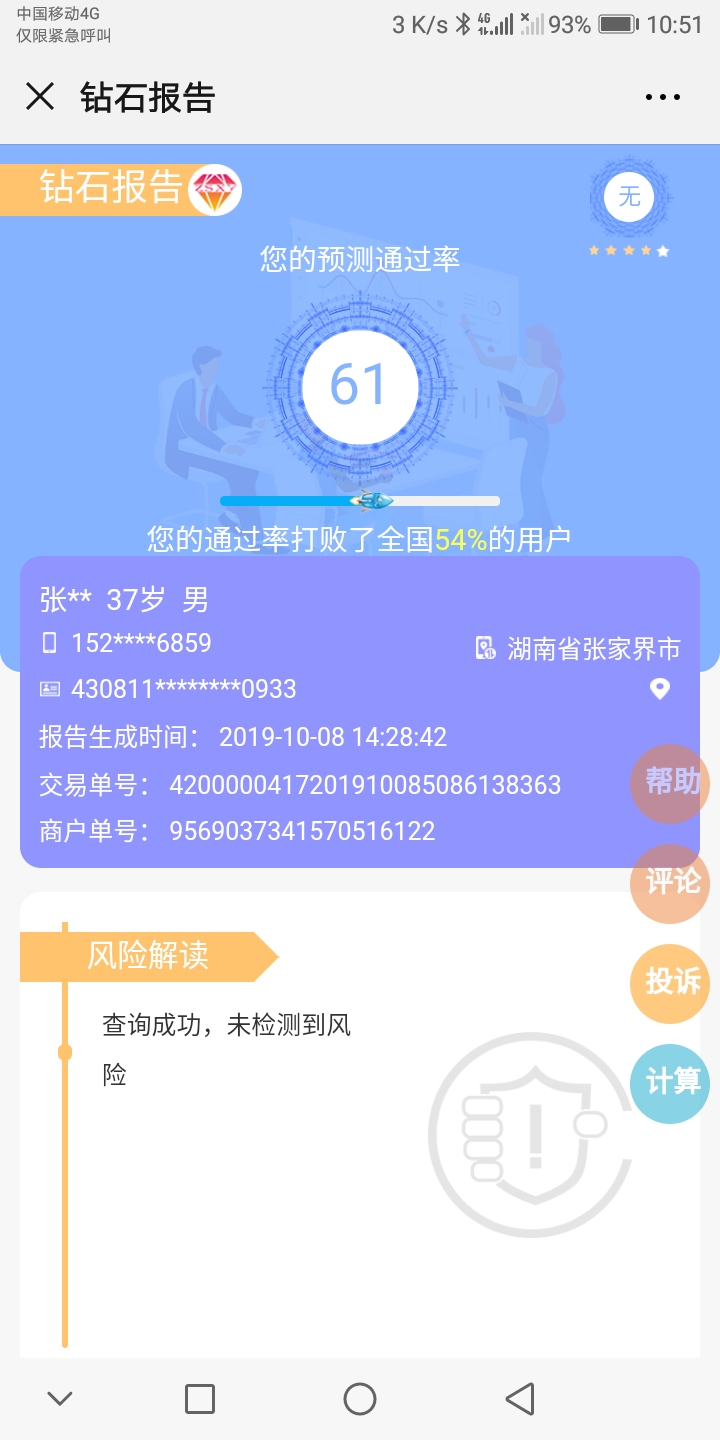 中国移动4G
仅限紧急呼叫
3 K/s 4G 93% 10:51
钻石报告
钻石报告
无
您的预测通过率
61
您的通过率打败了全国54%的用户
张** 37岁 男
152****6859
湖南省张家界市
430811********0933
报告生成时间： 2019-10-08 14:28:42
交易单号： 4200000417201910085086138363
商户单号： 9569037341570516122
帮助
评论
投诉
计算
风险解读
查询成功，未检测到风
险